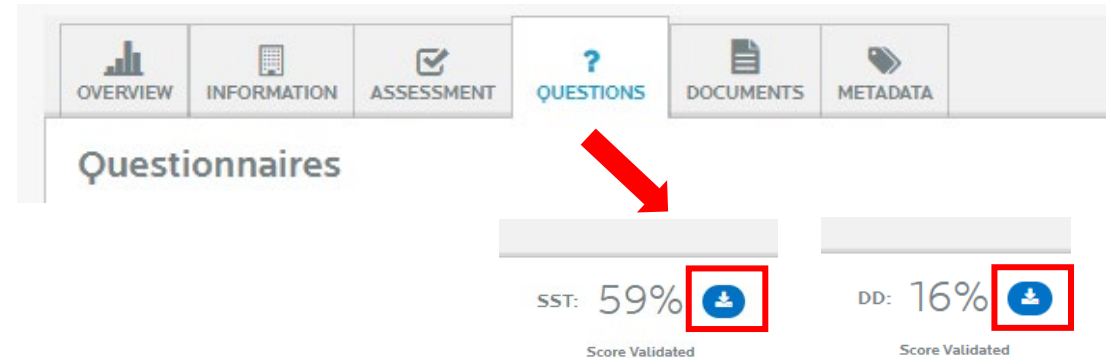 OVERVIEW INFORMATION ASSESSMENT ? QUESTIONS DOCUMENTS METADATA
Questionnaires
SST: 59% DD: 16%
Score Validated Score Validated